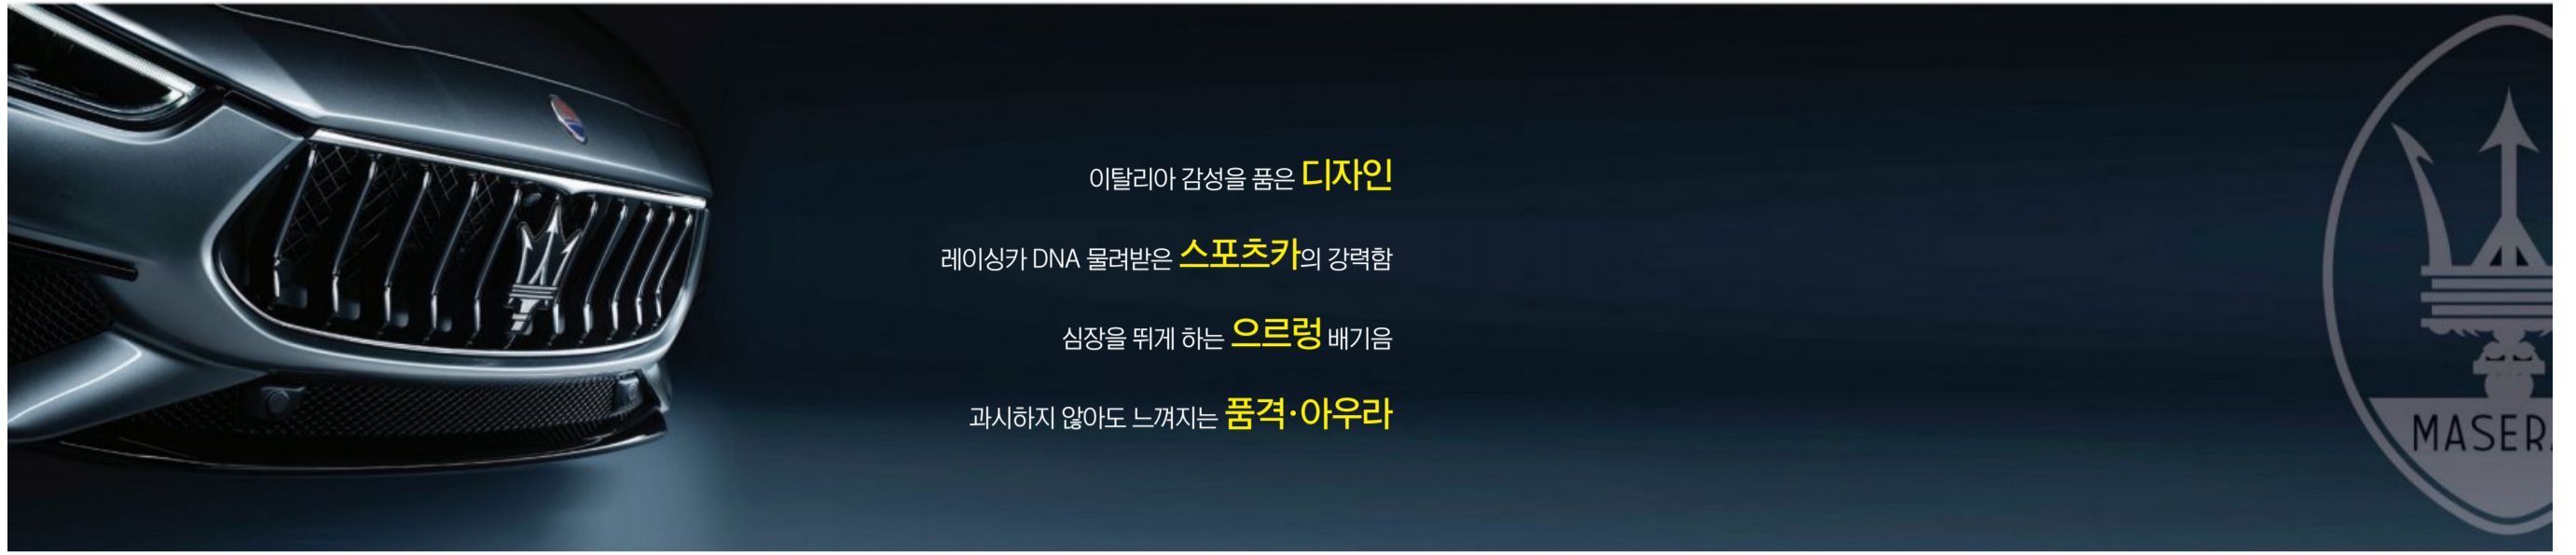 이탈리아 감성을 품은 디자인
레이싱카 DNA 물려받은 스포츠카의 강력함
심장을 뛰게 하는 으르렁 배기음
과시하지 않아도 느껴지는 품격·아우라
MASER